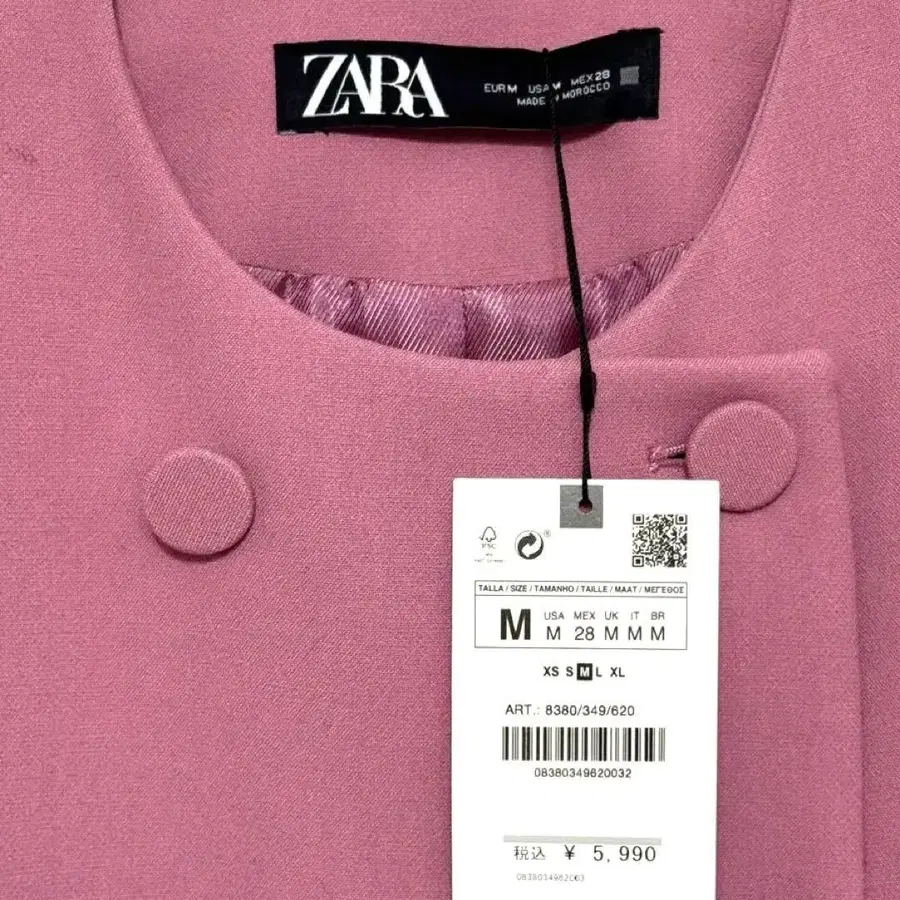 ZARA
EUR M USA M MEX 28
MADE IN MOROCCO
FSC
TALLA / SIZE / TAMANHO / TAILLE / MAAT / ΜΕΓΕΘΟΣ
M
USA MEX UK IT BR
M 28 M M M
XS S M L XL
ART.: 8380/349/620
08380349620032
税込 ¥ 5,990